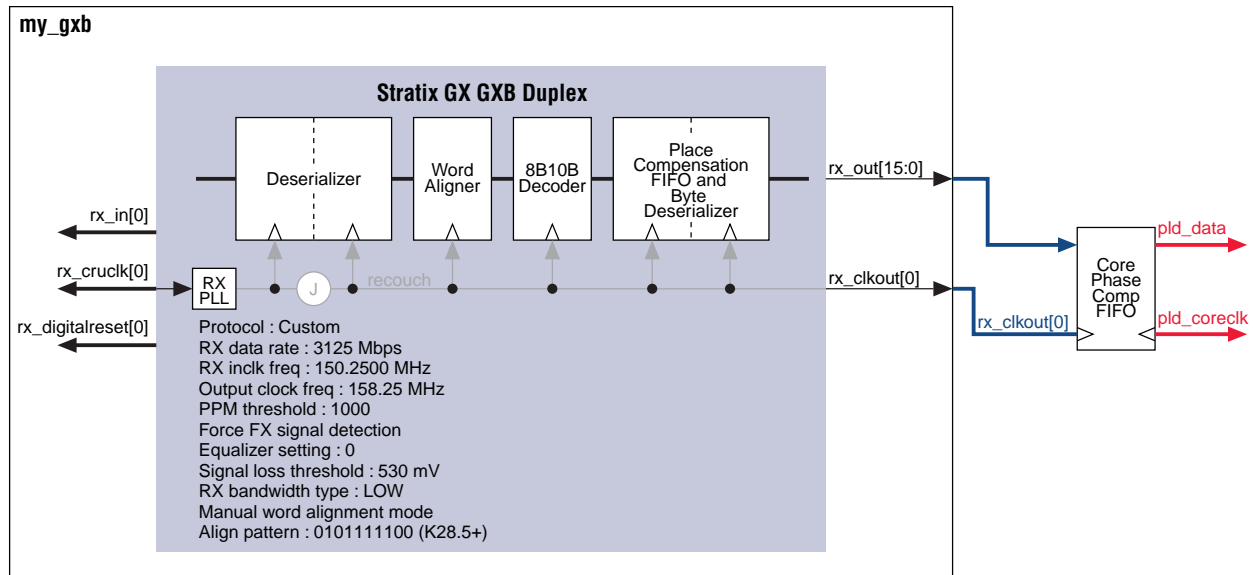 my_gxb
Stratix GX GXB Duplex
Deserializer
Word
Aligner
8B10B
Decoder
Place
Compensation
FIFO and
Byte
Deserializer
rx_out[15:0]
rx_in[0]
rx_cruclk[0]
RX
PLL
J
recouch
rx_clkout[0]
rx_digitalreset[0]
Protocol : Custom
RX data rate : 3125 Mbps
RX inclk freq : 150.2500 MHz
Output clock freq : 158.25 MHz
PPM threshold : 1000
Force FX signal detection
Equalizer setting : 0
Signal loss threshold : 530 mV
RX bandwidth type : LOW
Manual word alignment mode
Align pattern : 0101111100 (K28.5+)
rx_clkout[0]
Core
Phase
Comp
FIFO
pld_data
pld_coreclk